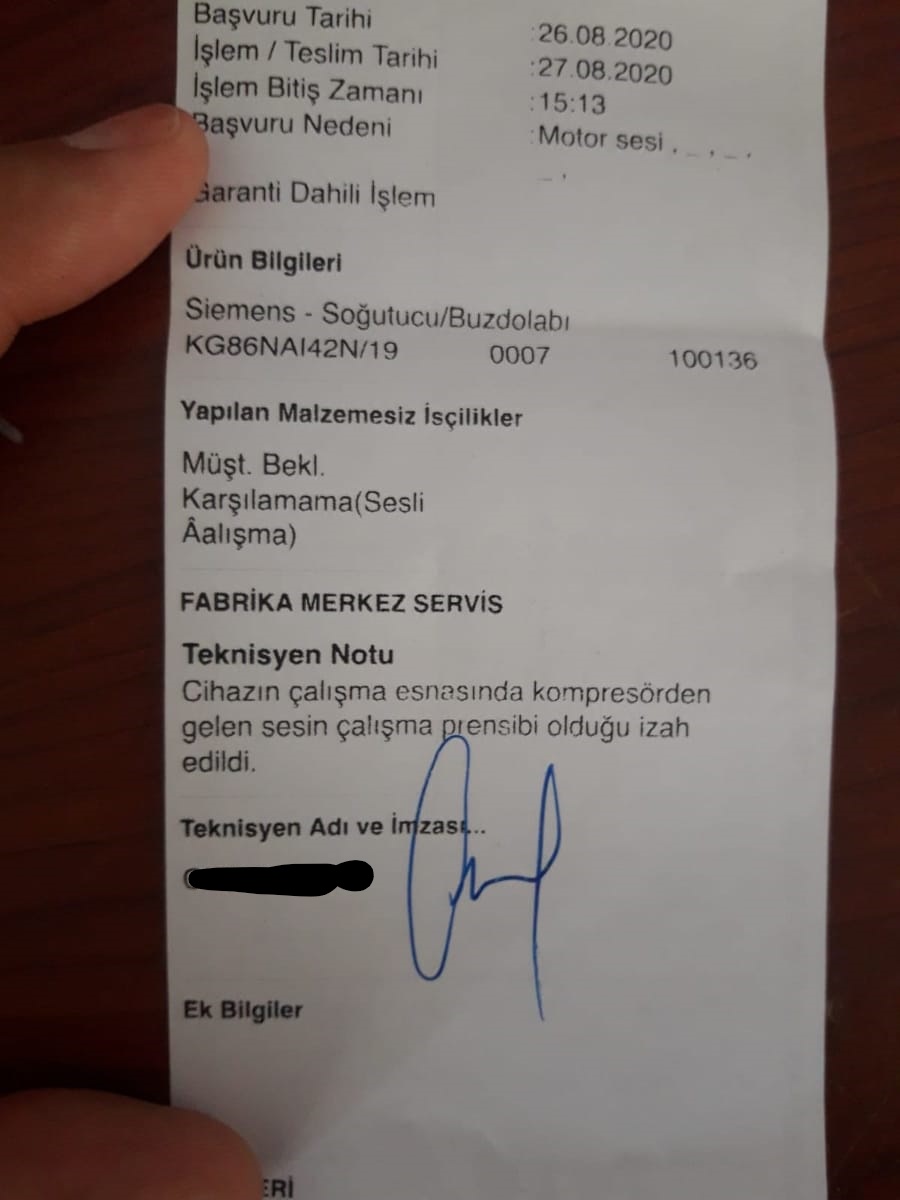 Başvuru Tarihi :26.08.2020
İşlem / Teslim Tarihi :27.08.2020
İşlem Bitiş Zamanı :15:13
Başvuru Nedeni :Motor sesi , _ , _ ,
_ ,
Garanti Dahili İşlem
Ürün Bilgileri
Siemens - Soğutucu/Buzdolabı
KG86NAI42N/19 0007 100136
Yapılan Malzemesiz İsçilikler
Müşt. Bekl.
Karşılamama(Sesli
Âalışma)
FABRİKA MERKEZ SERVİS
Teknisyen Notu
Cihazın çalışma esnasında kompresörden
gelen sesin çalışma prensibi olduğu izah
edildi.
Teknisyen Adı ve İmzası...
Ek Bilgiler